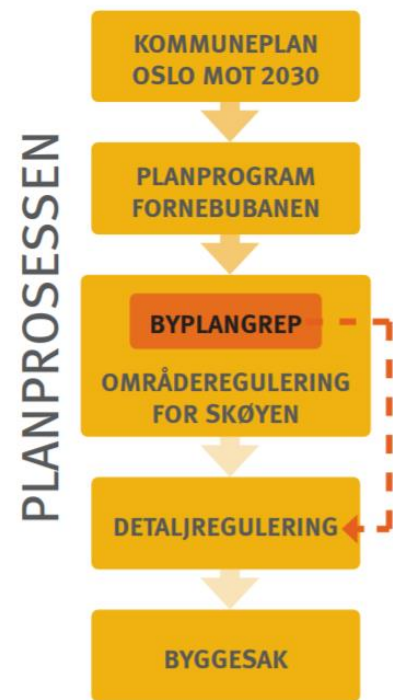 PLANPROSESSEN
KOMMUNEPLAN
OSLO MOT 2030
PLANPROGRAM
FORNEBUBANEN
BYPLANGREP
OMRÅDEREGULERING
FOR SKØYEN
DETALJREGULERING
BYGGESAK